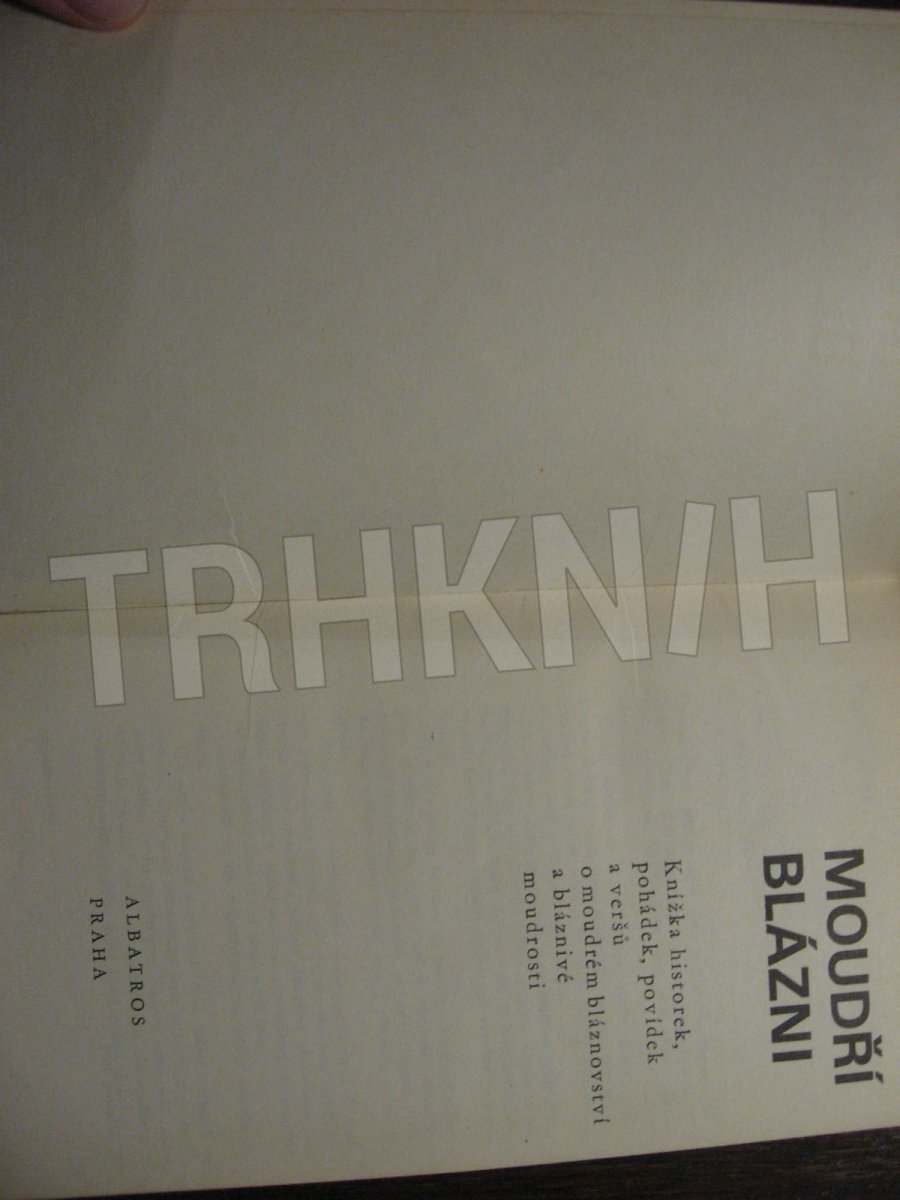 MOUDŘÍ
BLÁZNI
Knížka historek,
pohádek, povídek
a veršů
o moudrém bláznovství
a bláznivé
moudrosti
ALBATROS
PRAHA
TRHKNIH